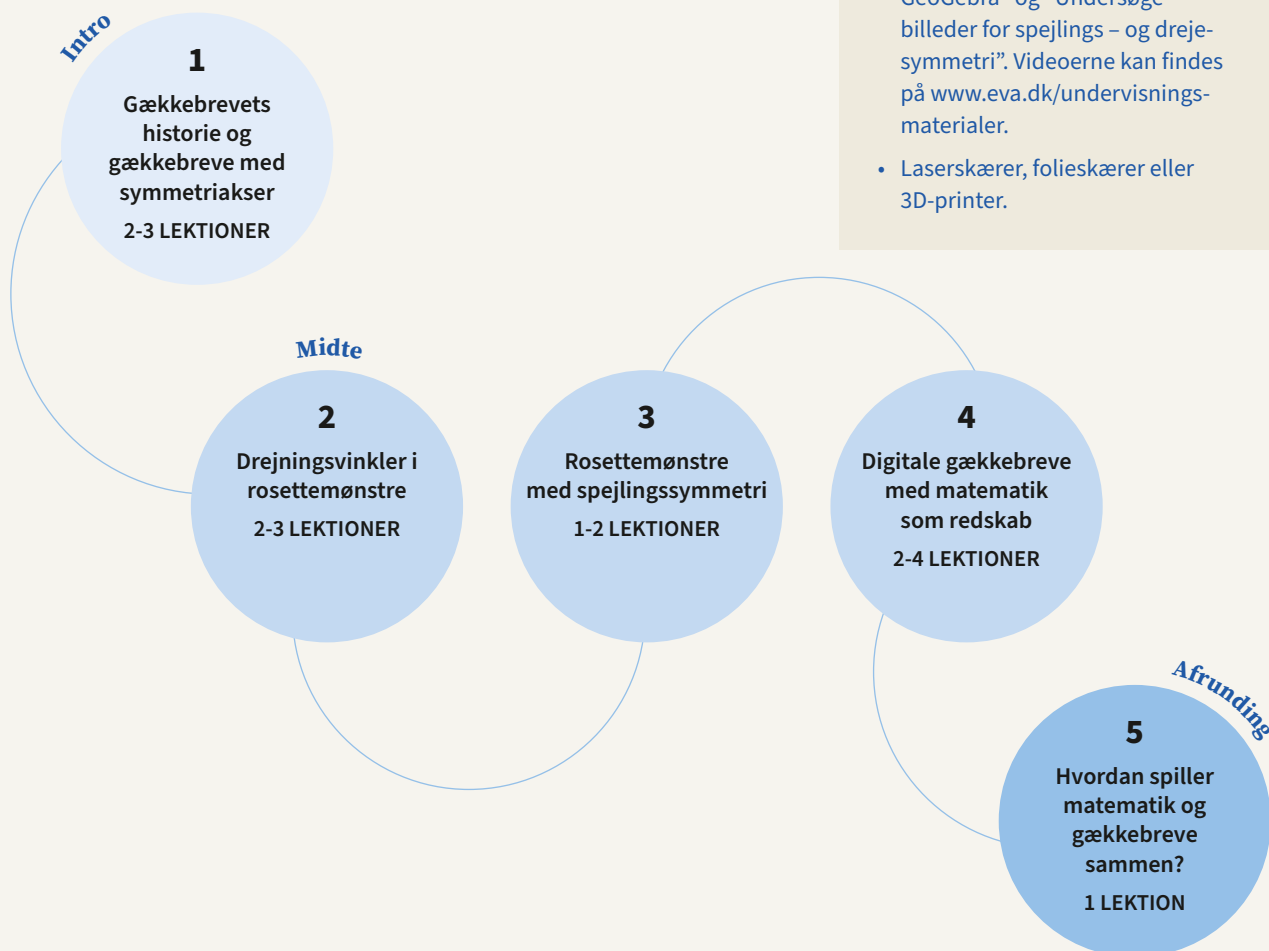 GeoGebra” og “Undersøge
billeder for spejlings – og dreje-
symmetri”. Videoerne kan findes
på www.eva.dk/undervisnings-
materialer.
• Laserskærer, folieskærer eller
3D-printer.
Intro
1
Gækkebrevets
historie og
gækkebreve med
symmetriakser
2-3 LEKTIONER
Midte
2
Drejningsvinkler i
rosettemønstre
2-3 LEKTIONER
3
Rosettemønstre
med spejlingssymmetri
1-2 LEKTIONER
4
Digitale gækkebreve
med matematik
som redskab
2-4 LEKTIONER
Afrunding
5
Hvordan spiller
matematik og
gækkebreve
sammen?
1 LEKTION